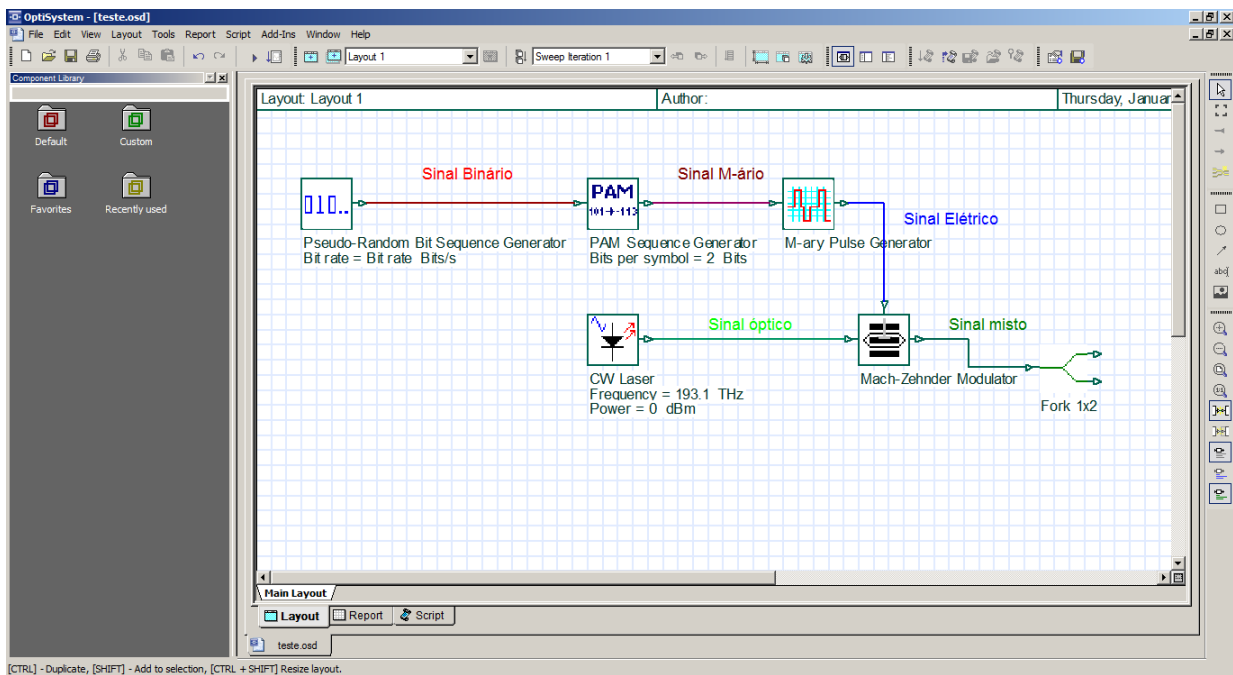 OptiSystem - [teste.osd]
File Edit View Layout Tools Report Script Add-Ins Window Help
Layout 1
Sweep Iteration 1
Component Library
Default
Custom
Favorites
Recently used
Layout: Layout 1
Author:
Thursday, Januar
Sinal Binário
Sinal M-ário
010..
PAM
101→-113
Sinal Elétrico
Pseudo-Random Bit Sequence Generator
Bit rate = Bit rate Bits/s
PAM Sequence Generator
Bits per symbol = 2 Bits
M-ary Pulse Generator
Sinal óptico
Sinal misto
CW Laser
Frequency = 193.1 THz
Power = 0 dBm
Mach-Zehnder Modulator
Fork 1x2
abc
1:1
Main Layout
Layout
Report
Script
teste.osd
[CTRL] - Duplicate, [SHIFT] - Add to selection, [CTRL + SHIFT] Resize layout.